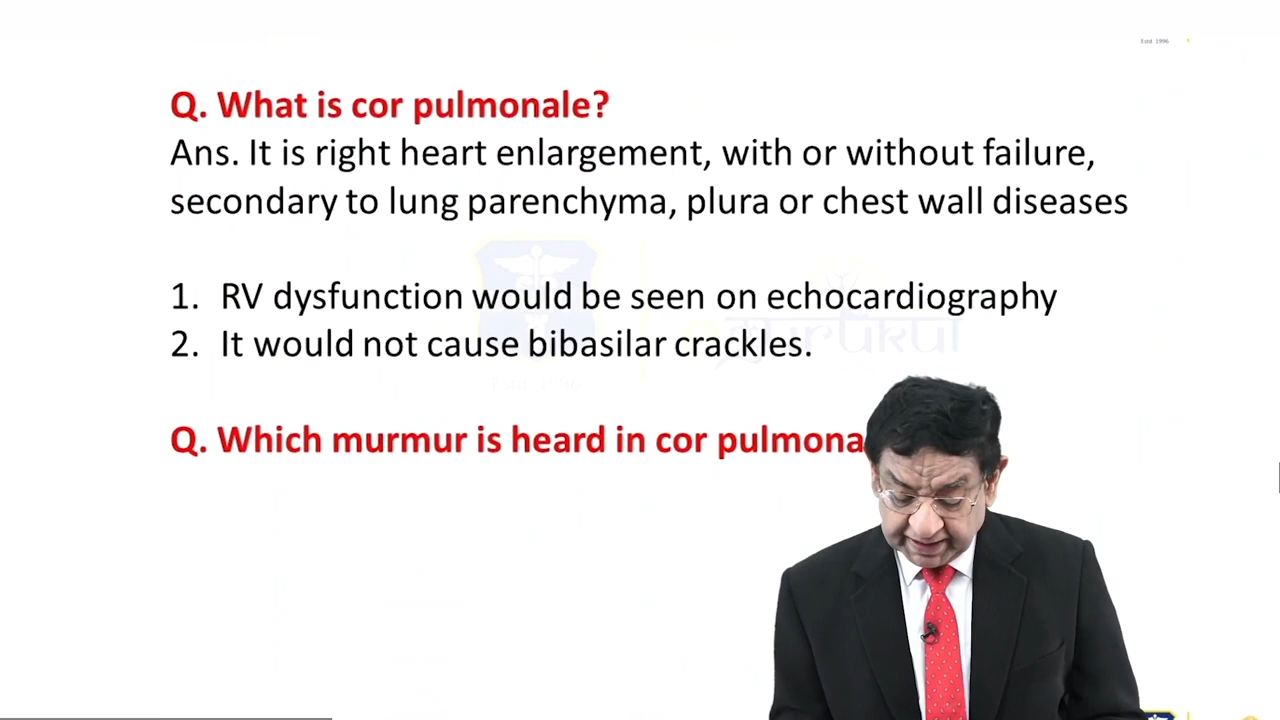 Estd. 1996
Q. What is cor pulmonale?
Ans. It is right heart enlargement, with or without failure,
secondary to lung parenchyma, plura or chest wall diseases
1. RV dysfunction would be seen on echocardiography
2. It would not cause bibasilar crackles.
Q. Which murmur is heard in cor pulmona